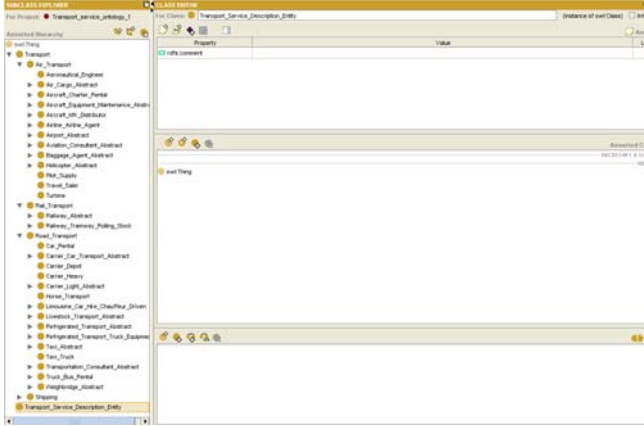 SUBCLASS EXPLORER
For Project: Transport_service_ontology_1
Asserted Hierarchy
owl:Thing
Transport
Air_Transport
Aeronautical_Engineer
Air_Cargo_Abstract
Aircraft_Charter_Rental
Aircraft_Equipment_Maintenance_Abstr
Aircraft_Mfr_Distributor
Airline_Airline_Agent
Airport_Abstract
Aviation_Consultant_Abstract
Baggage_Agent_Abstract
Helicopter_Abstract
Pilot_Supply
Travel_Saler
Turbine
Rail_Transport
Railway_Abstract
Railway_Tramway_Rolling_Stock
Road_Transport
Car_Rental
Carrier_Car_Transport_Abstract
Carrier_Depot
Carrier_Heavy
Carrier_Light_Abstract
Horse_Transport
Limousine_Car_Hire_Chauffeur_Driven
Livestock_Transport_Abstract
Refrigerated_Transport_Abstract
Refrigerated_Transport_Truck_Equipmen
Taxi_Abstract
Taxi_Truck
Transportation_Consultant_Abstract
Truck_Bus_Rental
Weighbridge_Abstract
Shipping
Transport_Service_Description_Entity
CLASS EDITOR
For Class: Transport_Service_Description_Entity (instance of owl:Class)
Property Value
rdfs:comment
Asserted C
NECESSARY &
owl:Thing